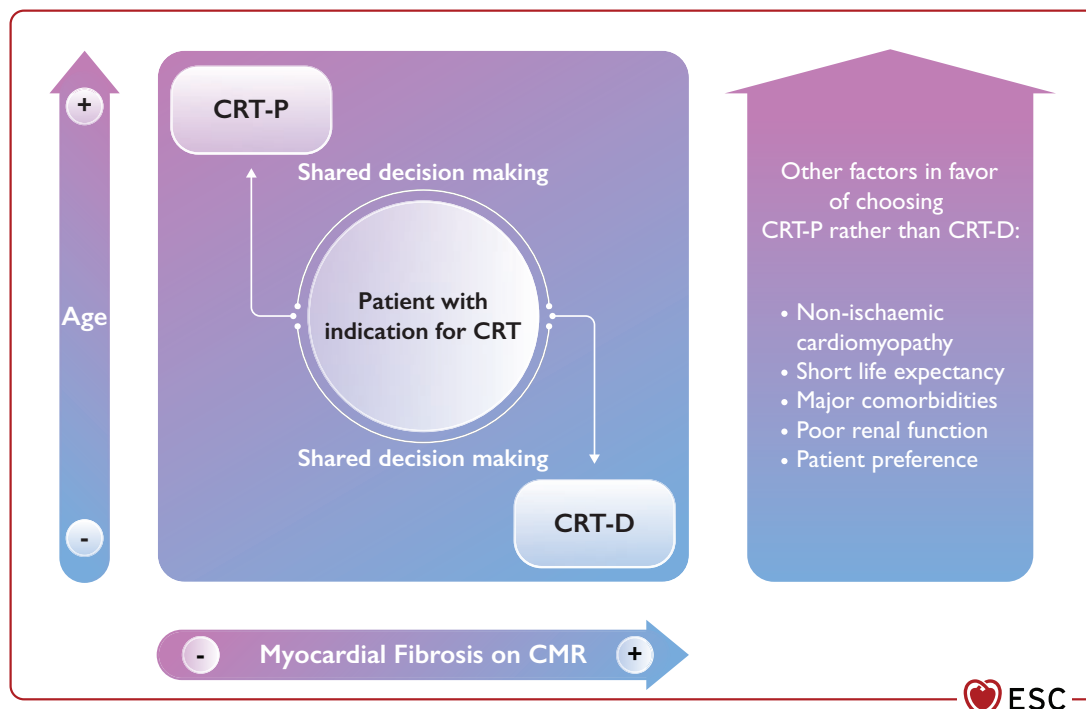 +
CRT-P
Shared decision making
Age
Patient with
indication for CRT
Shared decision making
CRT-D
-
- Myocardial Fibrosis on CMR +
Other factors in favor
of choosing
CRT-P rather than CRT-D:
• Non-ischaemic
cardiomyopathy
• Short life expectancy
• Major comorbidities
• Poor renal function
• Patient preference
ESC